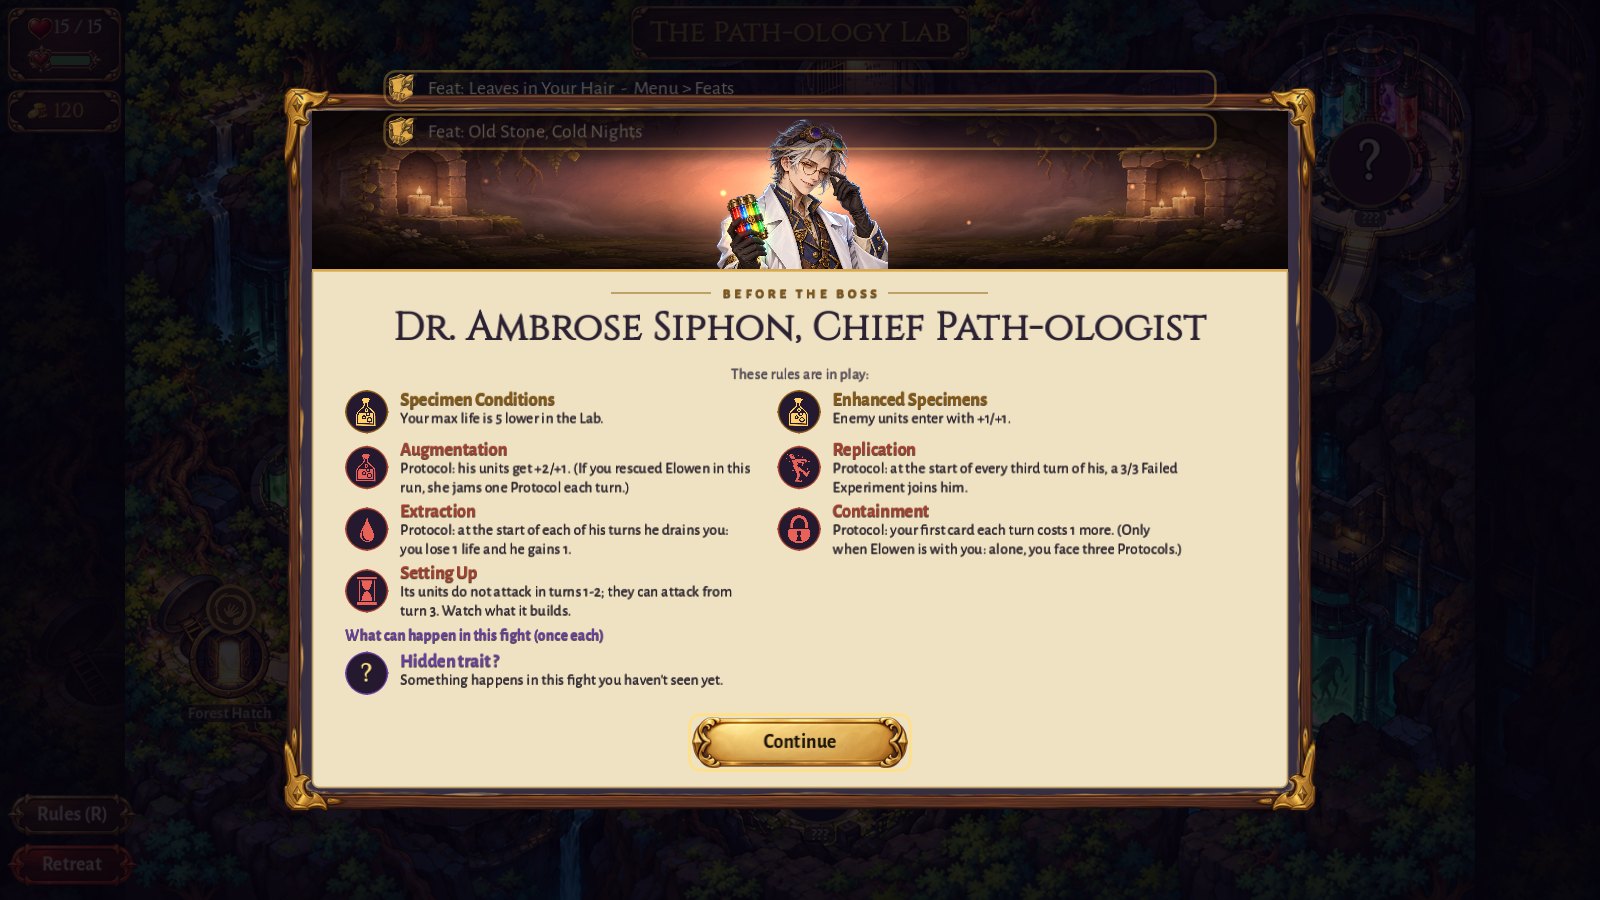 15 / 15
120
THE PATH-OLOGY LAB
Feat: Leaves in Your Hair - Menu > Feats
Feat: Old Stone, Cold Nights
?
???
BEFORE THE BOSS
DR. AMBROSE SIPHON, CHIEF PATH-OLOGIST
These rules are in play:
Specimen Conditions
Your max life is 5 lower in the Lab.
Enhanced Specimens
Enemy units enter with +1/+1.
Augmentation
Protocol: his units get +2/+1. (If you rescued Elowen in this
run, she jams one Protocol each turn.)
Replication
Protocol: at the start of every third turn of his, a 3/3 Failed
Experiment joins him.
Extraction
Protocol: at the start of each of his turns he drains you:
you lose 1 life and he gains 1.
Containment
Protocol: your first card each turn costs 1 more. (Only
when Elowen is with you: alone, you face three Protocols.)
Setting Up
Its units do not attack in turns 1-2; they can attack from
turn 3. Watch what it builds.
What can happen in this fight (once each)
?
Hidden trait?
Something happens in this fight you haven't seen yet.
Continue
Forest Hatch
Rules (R)
Retreat
???